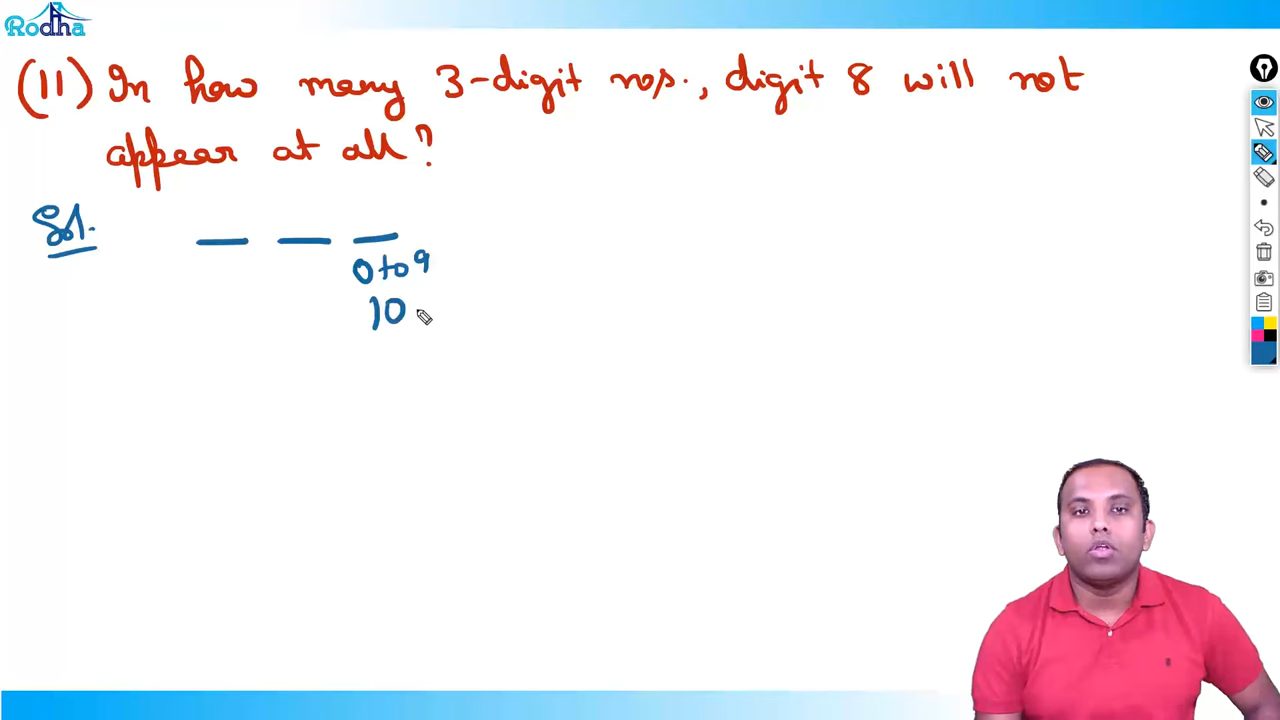 Rodha
(11) In how many 3-digit nos., digit 8 will not
appear at all?
Sol.
0 to 9
10